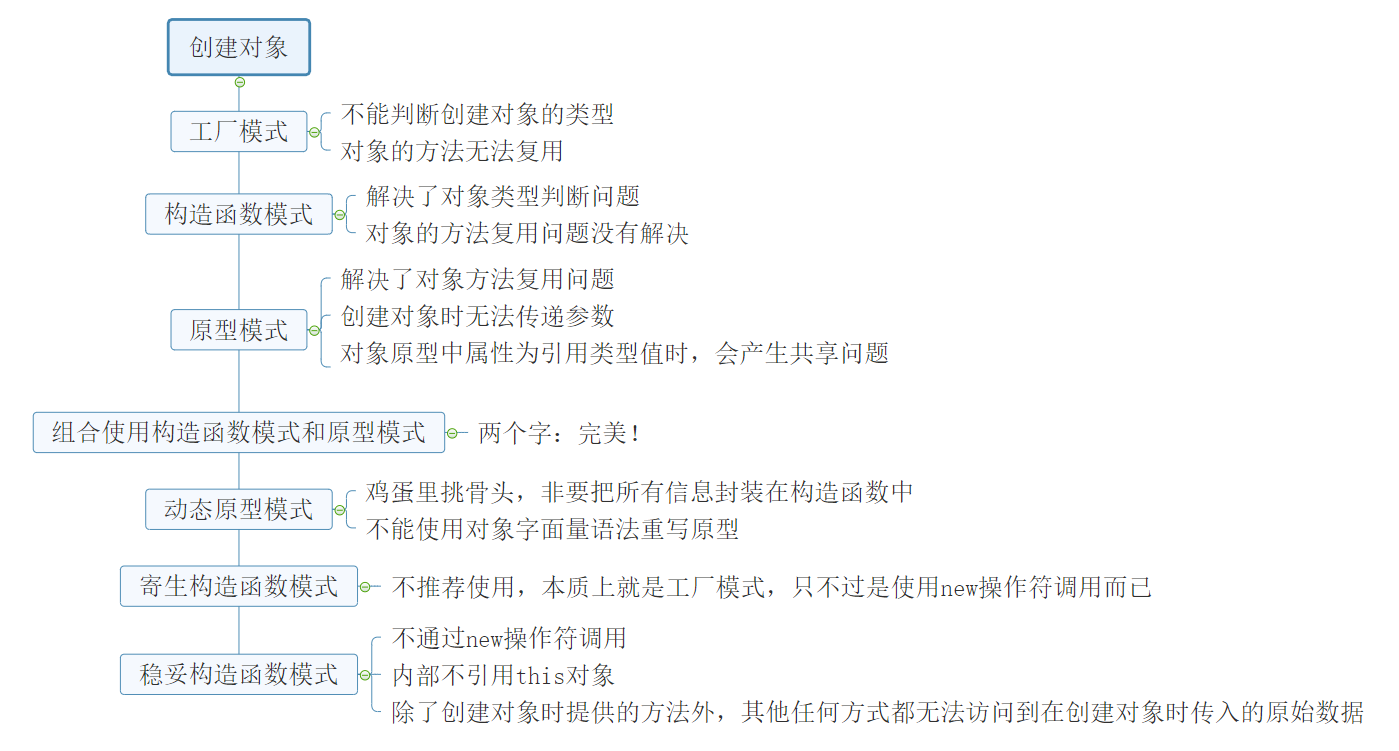 创建对象
工厂模式
不能判断创建对象的类型
对象的方法无法复用
构造函数模式
解决了对象类型判断问题
对象的方法复用问题没有解决
原型模式
解决了对象方法复用问题
创建对象时无法传递参数
对象原型中属性为引用类型值时，会产生共享问题
组合使用构造函数模式和原型模式
两个字：完美！
动态原型模式
鸡蛋里挑骨头，非要把所有信息封装在构造函数中
不能使用对象字面量语法重写原型
寄生构造函数模式
不推荐使用，本质上就是工厂模式，只不过是使用new操作符调用而已
稳妥构造函数模式
不通过new操作符调用
内部不引用this对象
除了创建对象时提供的方法外，其他任何方式都无法访问到在创建对象时传入的原始数据